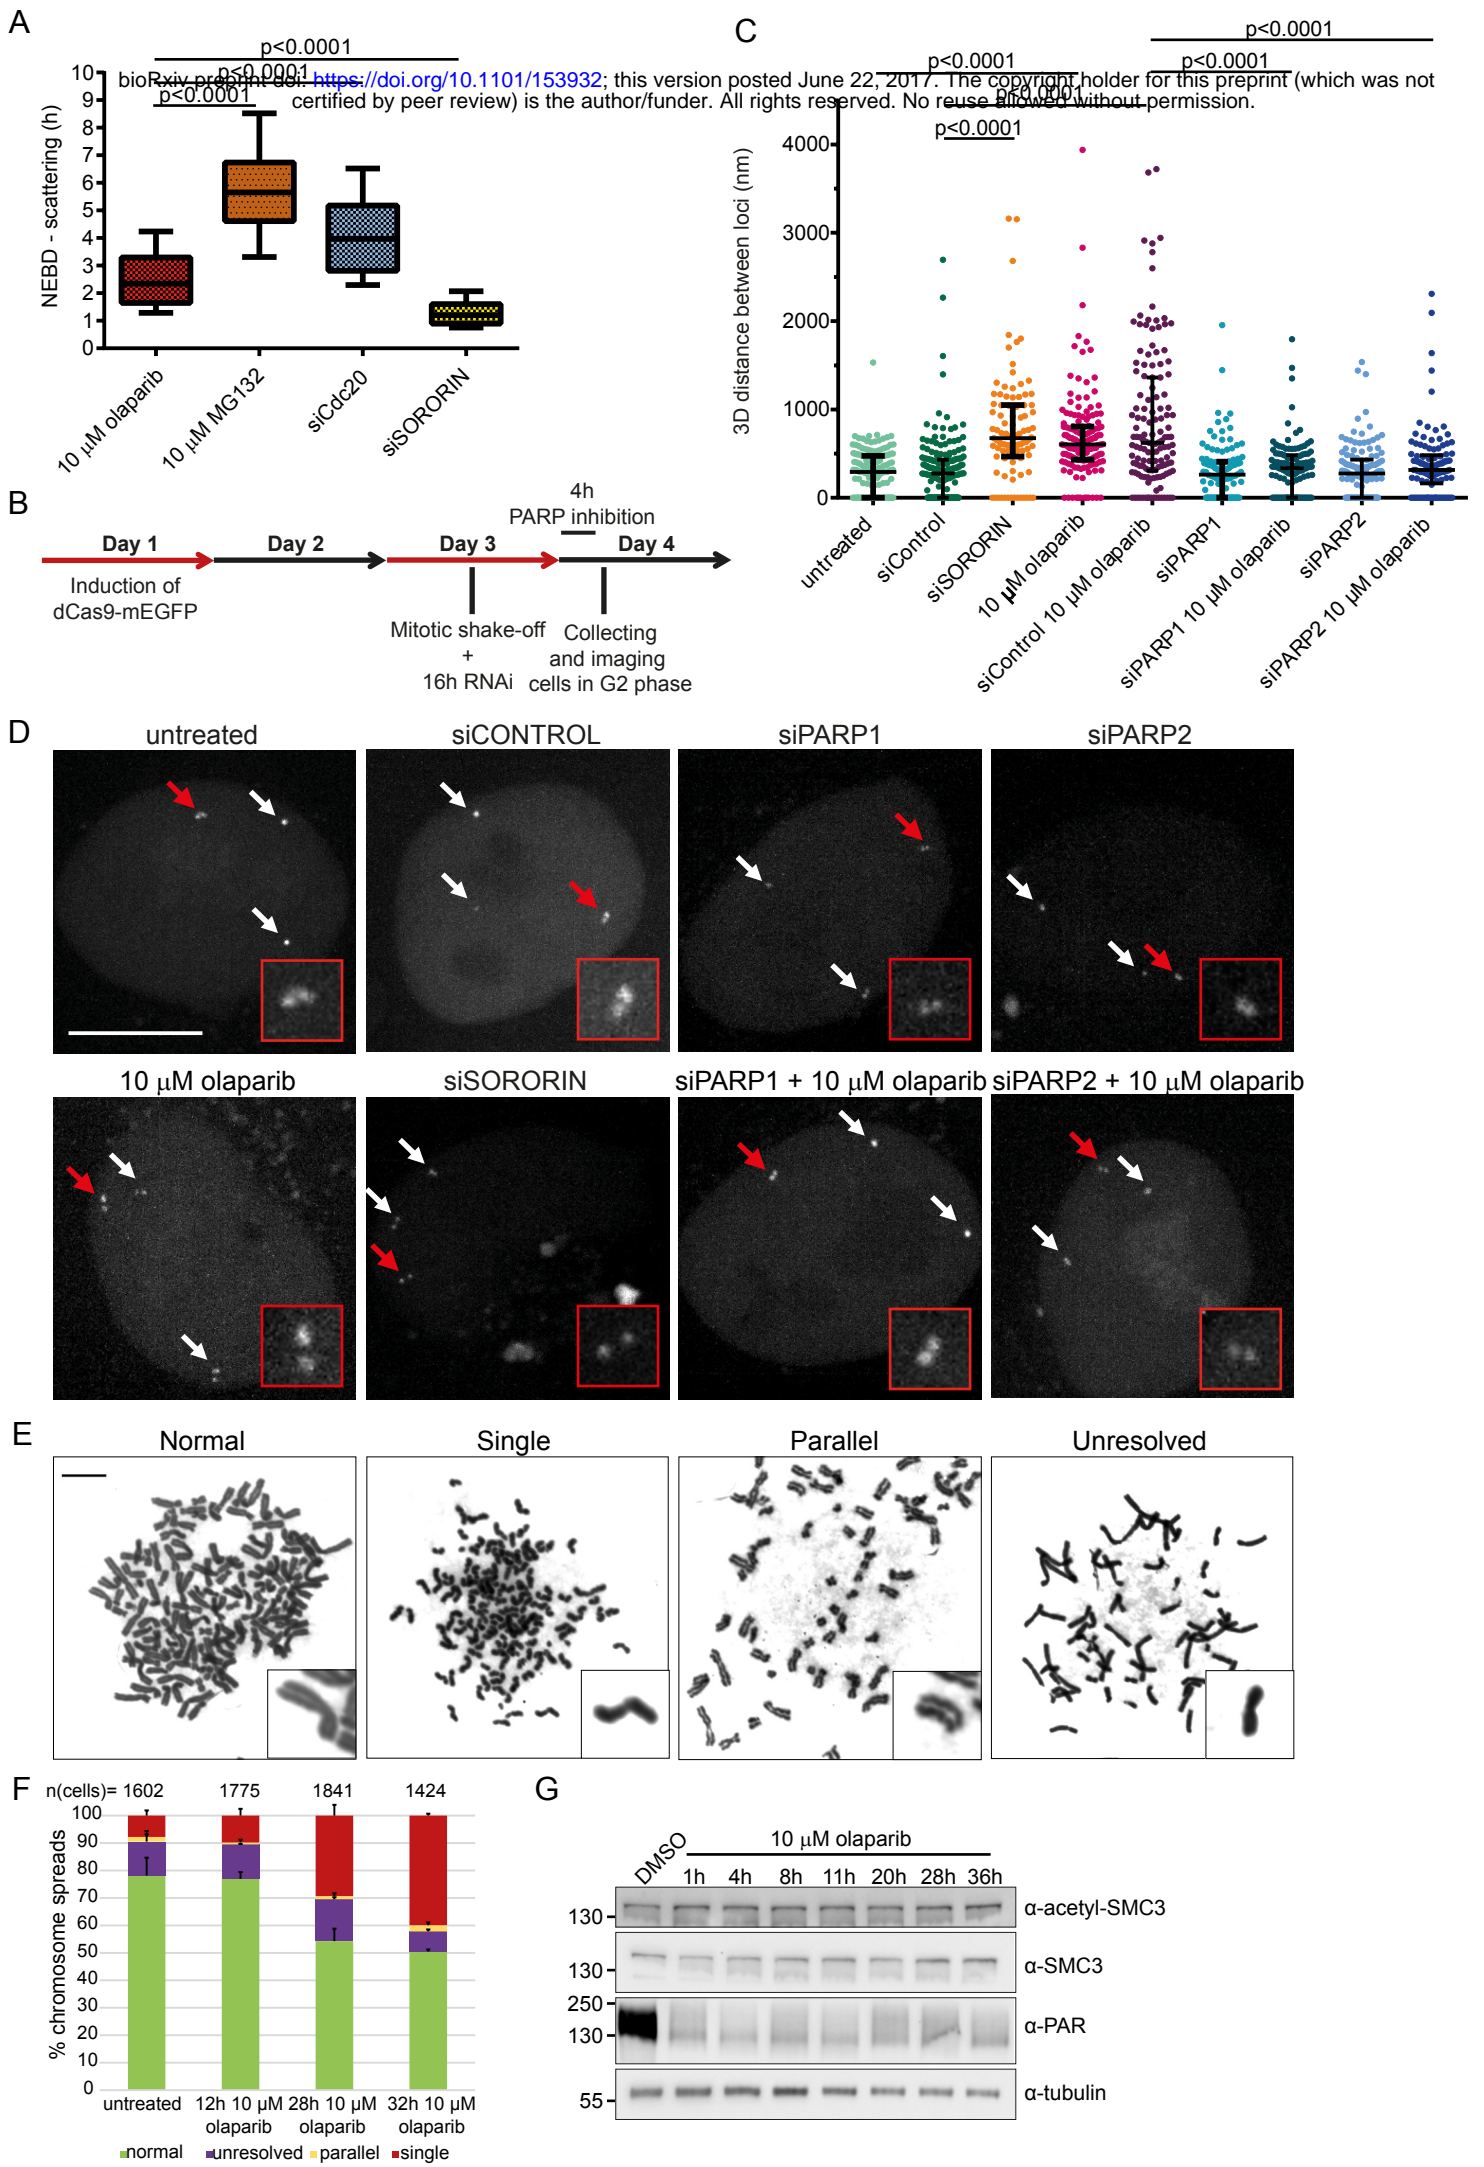 A
C
p<0.0001
p<0.0001
p<0.0001
p<0.0001
bioRxiv preprint doi: https://doi.org/10.1101/153932; this version posted June 22, 2017. The copyright holder for this preprint (which was not
certified by peer review) is the author/funder. All rights reserved. No reuse allowed without permission.
p<0.0001
p<0.0001
p<0.0001
p<0.0001
NEBD - scattering (h)
10
9
8
7
6
5
4
3
2
1
0
10 µM olaparib
10 µM MG132
siCdc20
siSORORIN
3D distance between loci (nm)
4000
3000
2000
1000
0
untreated
siControl
siSORORIN
10 µM olaparib
siControl 10 µM olaparib
siPARP1
siPARP1 10 µM olaparib
siPARP2
siPARP2 10 µM olaparib
B
4h
PARP inhibition
Day 1
Day 2
Day 3
Day 4
Induction of
dCas9-mEGFP
Mitotic shake-off
+
16h RNAi
Collecting
and imaging
cells in G2 phase
D
untreated
siCONTROL
siPARP1
siPARP2
10 µM olaparib
siSORORIN
siPARP1 + 10 µM olaparib
siPARP2 + 10 µM olaparib
E
Normal
Single
Parallel
Unresolved
F
n(cells)= 1602
1775
1841
1424
% chromosome spreads
100
90
80
70
60
50
40
30
20
10
0
untreated
12h 10 µM
olaparib
28h 10 µM
olaparib
32h 10 µM
olaparib
normal
unresolved
parallel
single
G
DMSO
10 µM olaparib
1h
4h
8h
11h
20h
28h
36h
130
α-acetyl-SMC3
130
α-SMC3
250
130
α-PAR
55
α-tubulin